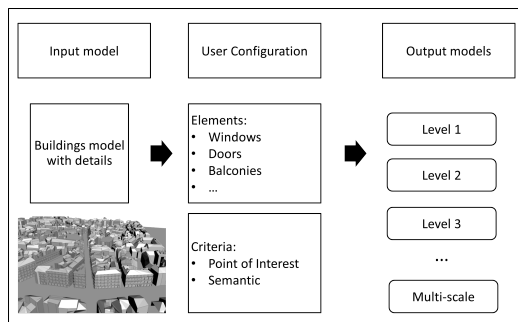 Input model
User Configuration
Output models
Buildings model
with details
Elements:
• Windows
• Doors
• Balconies
• ...
Criteria:
• Point of Interest
• Semantic
Level 1
Level 2
Level 3
...
Multi-scale